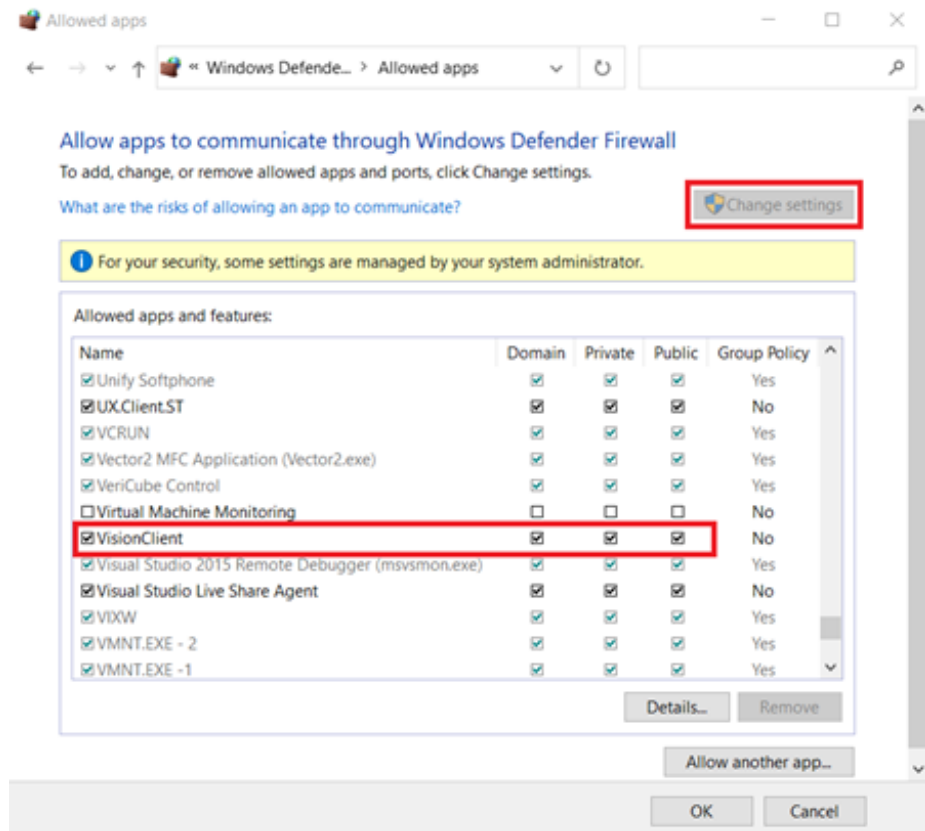 Allowed apps
« Windows Defende... > Allowed apps
Allow apps to communicate through Windows Defender Firewall
To add, change, or remove allowed apps and ports, click Change settings.
What are the risks of allowing an app to communicate?
Change settings
For your security, some settings are managed by your system administrator.
Allowed apps and features:
Name Domain Private Public Group Policy
Unify Softphone Yes
UX.Client.ST No
VCRUN Yes
Vector2 MFC Application (Vector2.exe) Yes
VeriCube Control Yes
Virtual Machine Monitoring No
VisionClient No
Visual Studio 2015 Remote Debugger (msvsmon.exe) Yes
Visual Studio Live Share Agent No
VIXW Yes
VMNT.EXE - 2 Yes
VMNT.EXE -1 Yes
Details... Remove
Allow another app...
OK Cancel